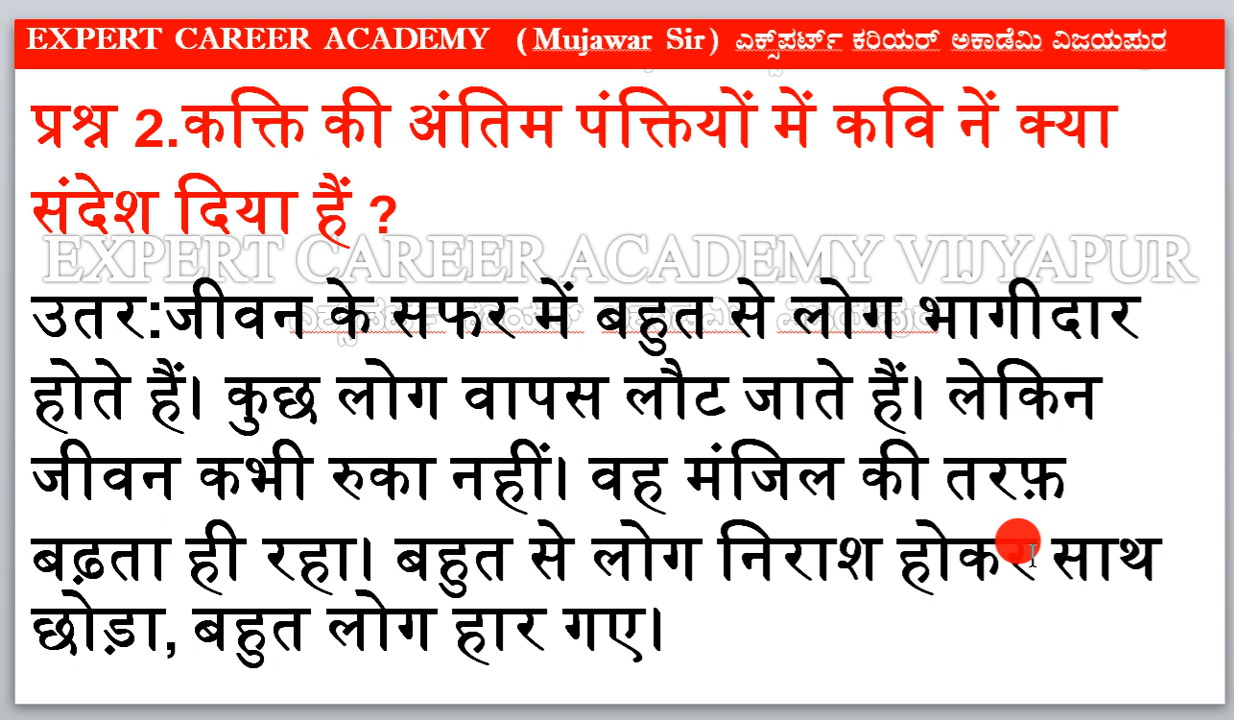 EXPERT CAREER ACADEMY (Mujawar Sir) ಎಕ್ಸ್‌ಪರ್ಟ್ ಕರಿಯರ್ ಅಕಾಡೆಮಿ ವಿಜಯಪುರ
प्रश्न 2.कक्ति की अंतिम पंक्तियों में कवि नें क्या
संदेश दिया हैं ?
EXPERT CAREER ACADEMY VIJYAPUR
उतर:जीवन के सफर में बहुत से लोग भागीदार
होते हैं। कुछ लोग वापस लौट जाते हैं। लेकिन
जीवन कभी रुका नहीं। वह मंजिल की तरफ़
बढ़ता ही रहा। बहुत से लोग निराश होकर साथ
छोड़ा, बहुत लोग हार गए।